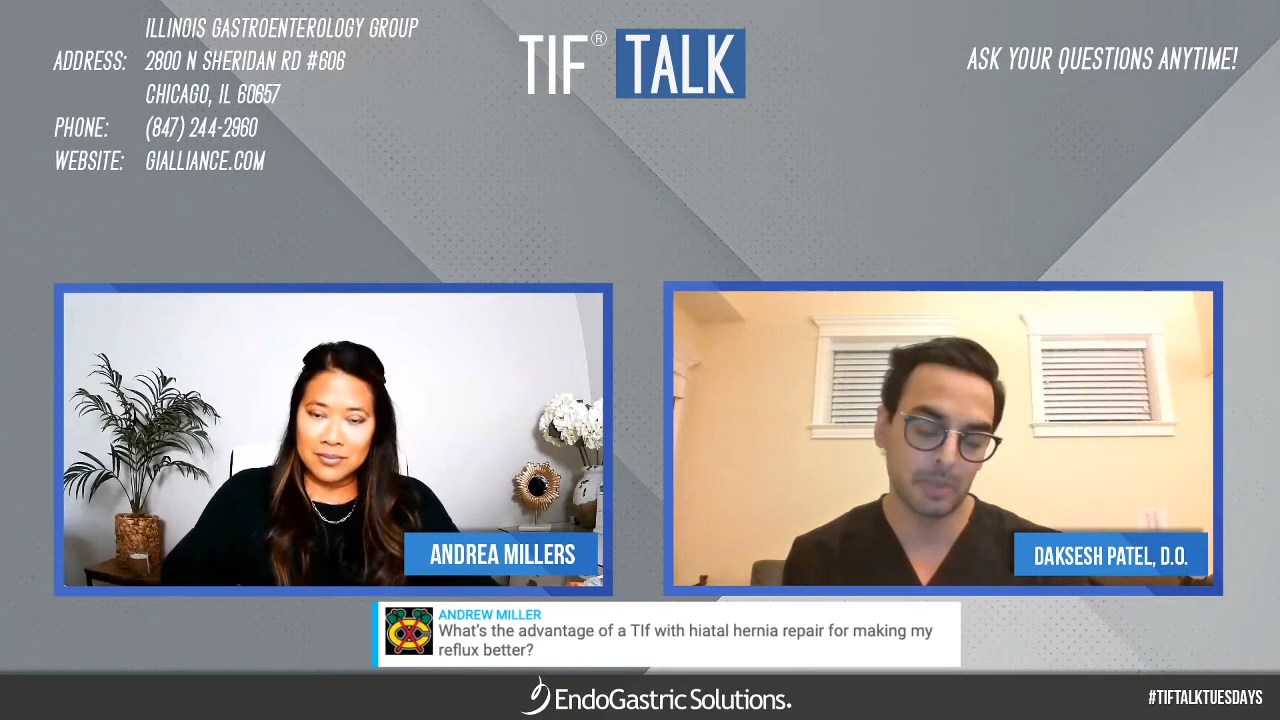 ILLINOIS GASTROENTEROLOGY GROUP
ADDRESS: 2800 N SHERIDAN RD #606
CHICAGO, IL 60657
PHONE: (847) 244-2960
WEBSITE: GIALLIANCE.COM
TIF® TALK
ASK YOUR QUESTIONS ANYTIME!
ANDREA MILLERS
DAKSESH PATEL, D.O.
ANDREW MILLER
What's the advantage of a TIf with hiatal hernia repair for making my
reflux better?
EndoGastric Solutions.
#TIFTALKTUESDAYS